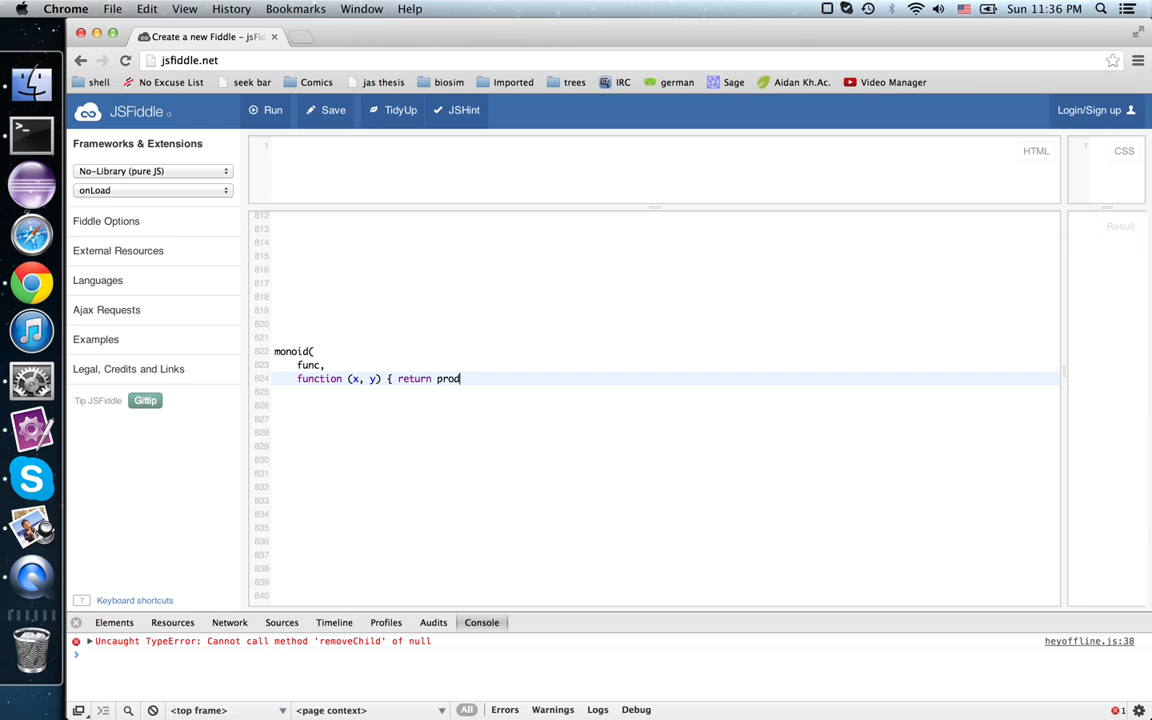 Chrome File Edit View History Bookmarks Window Help Sun 11:36 PM
Create a new Fiddle - jsFi
jsfiddle.net
shell No Excuse List seek bar Comics jas thesis biosim Imported trees IRC german Sage Aidan Kh.Ac. Video Manager
JSFiddle α Run Save TidyUp JSHint Login/Sign up
Frameworks & Extensions
No-Library (pure JS)
onLoad
Fiddle Options
External Resources
Languages
Ajax Requests
Examples
Legal, Credits and Links
Tip JSFiddle Gittip
? Keyboard shortcuts
1 HTML
1 CSS
Result
812
813
814
815
816
817
818
819
820
821
822 monoid(
823 func,
824 function (x, y) { return prod
825
826
827
828
829
830
831
832
833
834
835
836
837
838
839
840
Elements Resources Network Sources Timeline Profiles Audits Console
Uncaught TypeError: Cannot call method 'removeChild' of null heyoffline.js:38
<top frame> <page context> All Errors Warnings Logs Debug 1